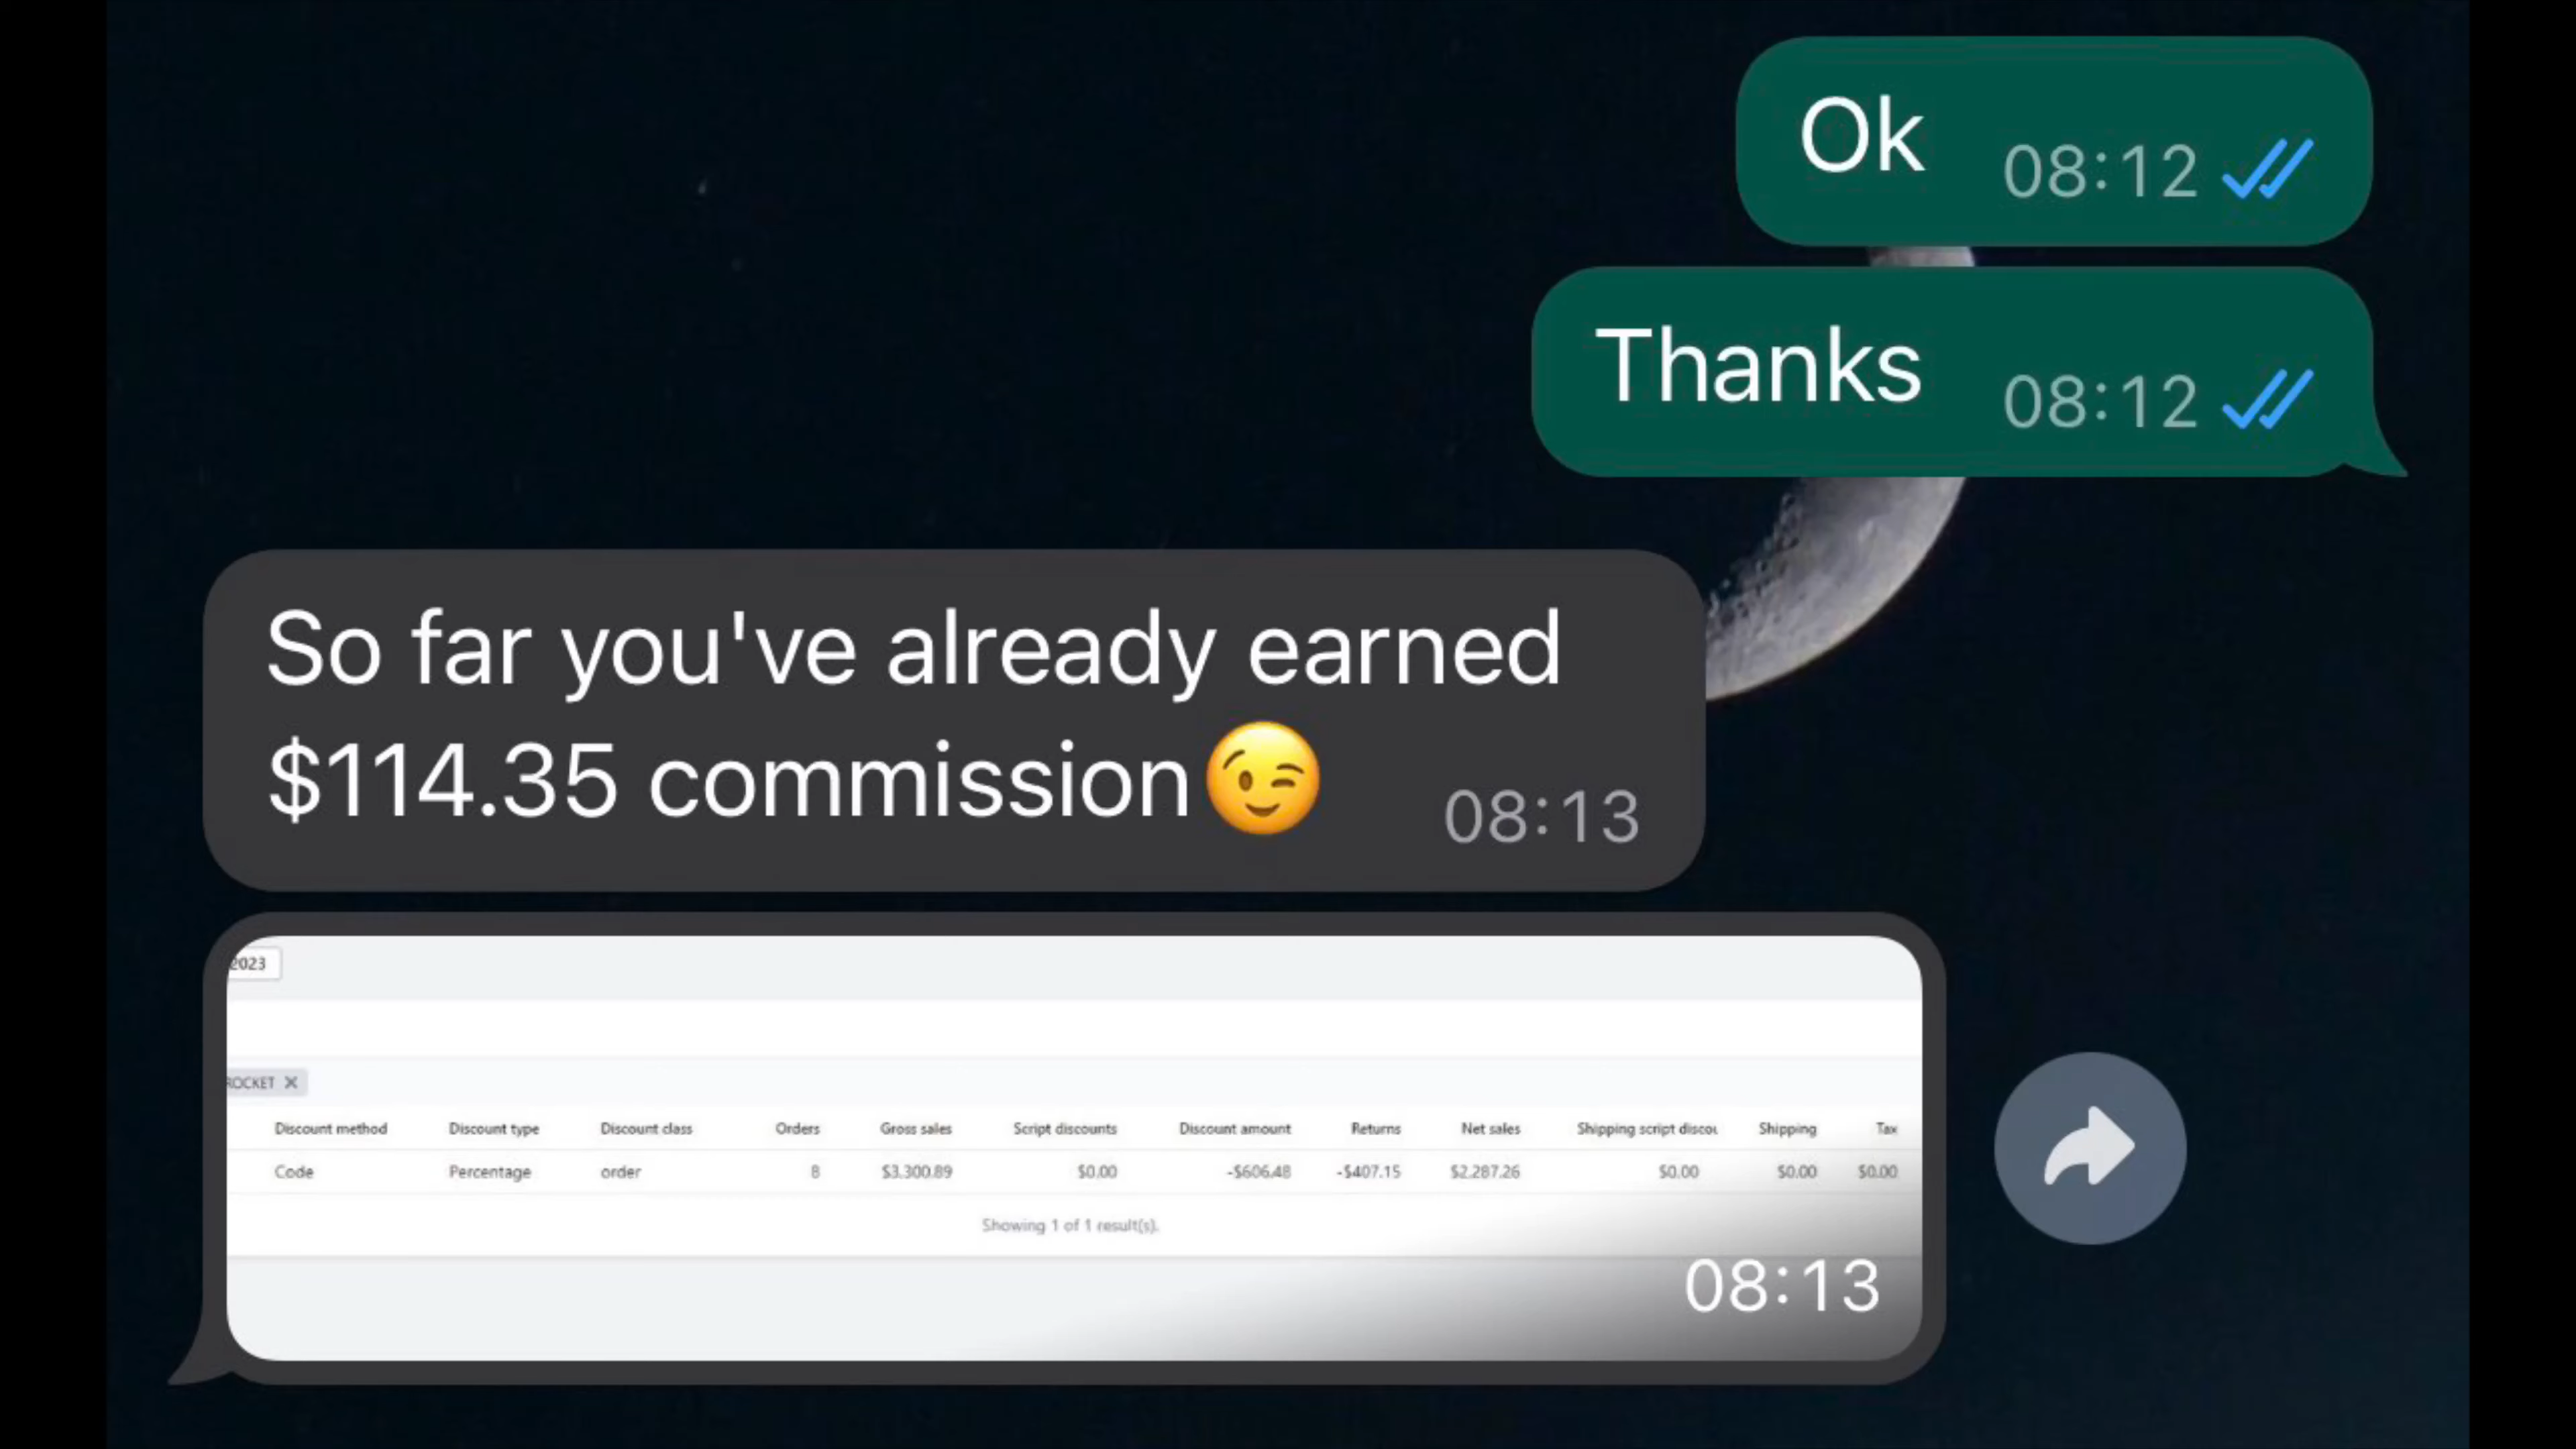 Ok 08:12
Thanks 08:12
So far you've already earned
$114.35 commission😉 08:13
2023
ROCKET
Discount method Discount type Discount class Orders Gross sales Script discounts Discount amount Returns Net sales Shipping script discou Shipping Tax
Code Percentage order 8 $3,300.89 $0.00 -$606.48 -$407.15 $2,287.26 $0.00 $0.00 $0.00
Showing 1 of 1 result(s).
08:13